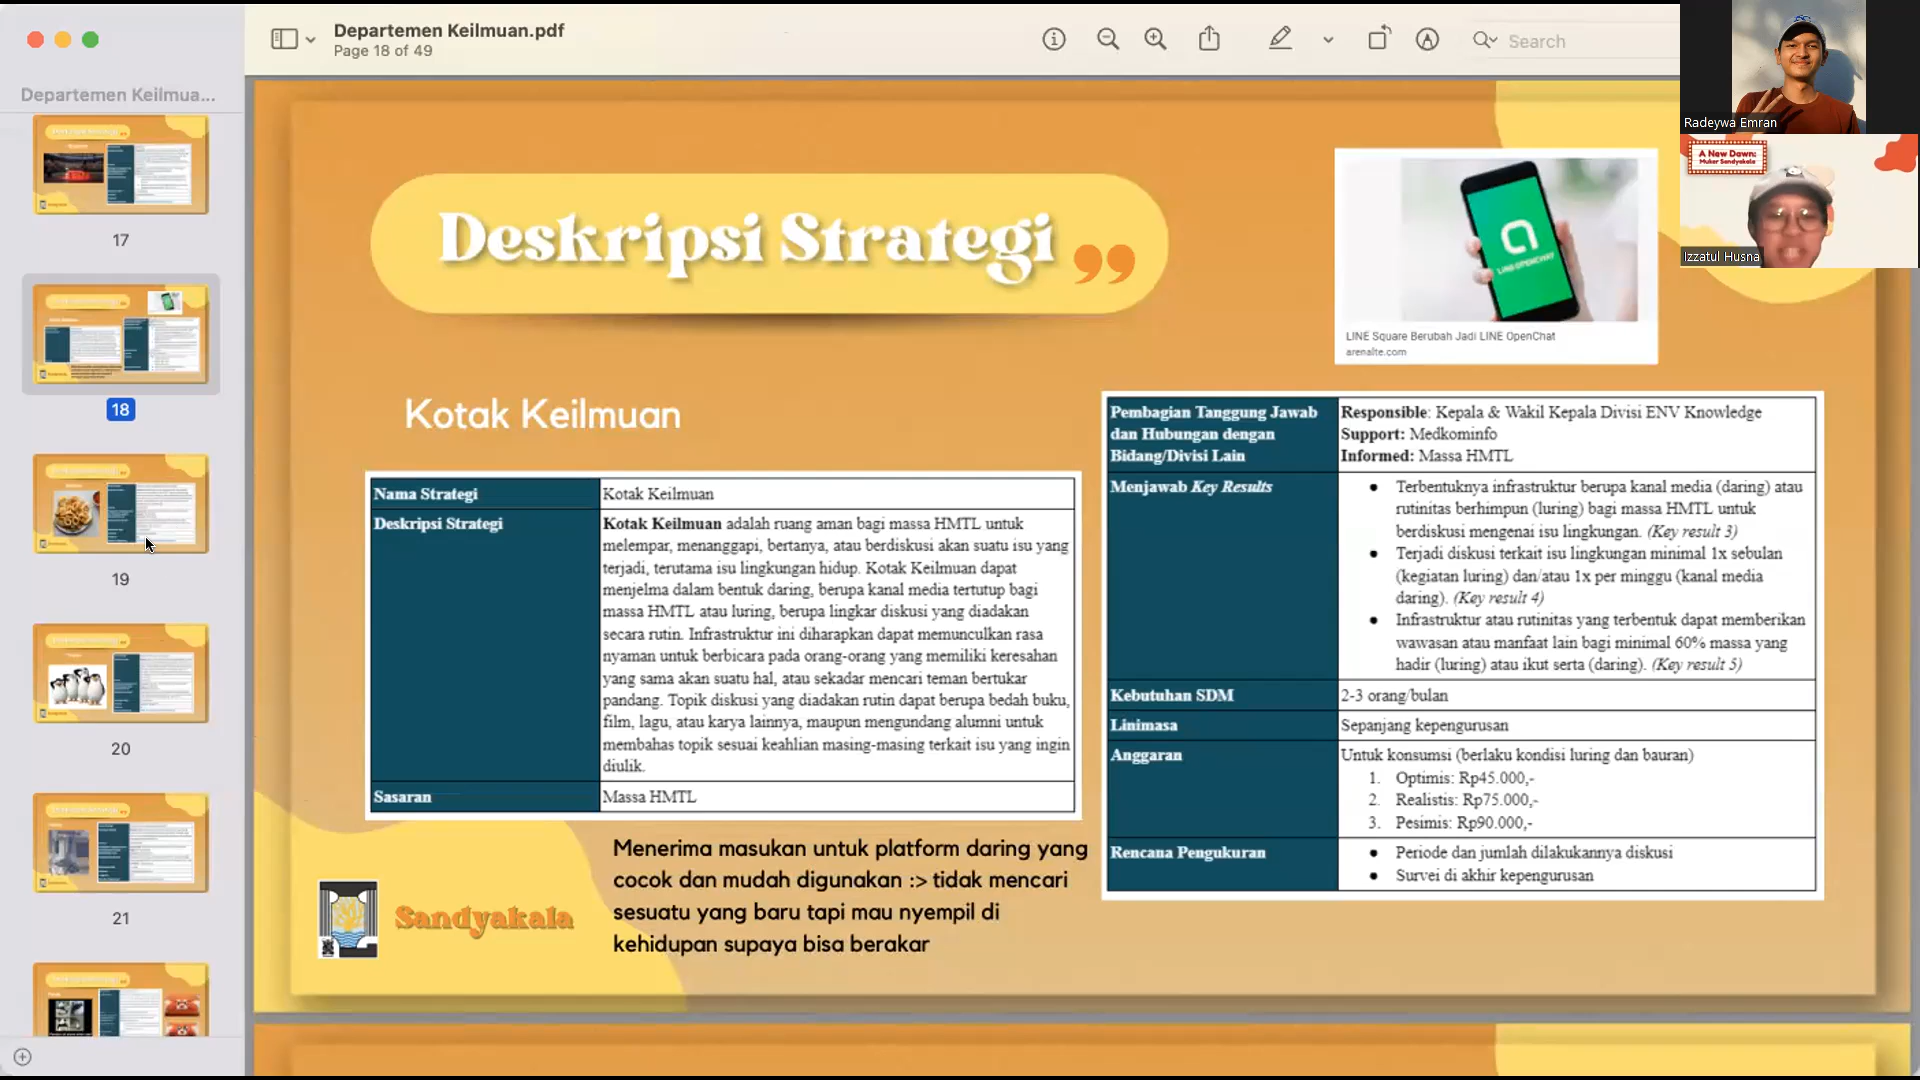 Departemen Keilmuan.pdf
Page 18 of 49
Search
Departemen Keilmua...
17
18
19
20
21
Deskripsi Strategi
Kotak Keilmuan
Nama Strategi
Kotak Keilmuan
Deskripsi Strategi
Kotak Keilmuan adalah ruang aman bagi massa HMTL untuk
melempar, menanggapi, bertanya, atau berdiskusi akan suatu isu yang
terjadi, terutama isu lingkungan hidup. Kotak Keilmuan dapat
menjelma dalam bentuk daring, berupa kanal media tertutup bagi
massa HMTL atau luring, berupa lingkar diskusi yang diadakan
secara rutin. Infrastruktur ini diharapkan dapat memunculkan rasa
nyaman untuk berbicara pada orang-orang yang memiliki keresahan
yang sama akan suatu hal, atau sekadar mencari teman bertukar
pandang. Topik diskusi yang diadakan rutin dapat berupa bedah buku,
film, lagu, atau karya lainnya, maupun mengundang alumni untuk
membahas topik sesuai keahlian masing-masing terkait isu yang ingin
diulik.
Sasaran
Massa HMTL
Menerima masukan untuk platform daring yang
cocok dan mudah digunakan :> tidak mencari
sesuatu yang baru tapi mau nyempil di
kehidupan supaya bisa berakar
Sandyakala
LINE OPENCHAT
LINE Square Berubah Jadi LINE OpenChat
arenalte.com
Pembagian Tanggung Jawab
dan Hubungan dengan
Bidang/Divisi Lain
Responsible: Kepala & Wakil Kepala Divisi ENV Knowledge
Support: Medkominfo
Informed: Massa HMTL
Menjawab Key Results
• Terbentuknya infrastruktur berupa kanal media (daring) atau
rutinitas berhimpun (luring) bagi massa HMTL untuk
berdiskusi mengenai isu lingkungan. (Key result 3)
• Terjadi diskusi terkait isu lingkungan minimal 1x sebulan
(kegiatan luring) dan/atau 1x per minggu (kanal media
daring). (Key result 4)
• Infrastruktur atau rutinitas yang terbentuk dapat memberikan
wawasan atau manfaat lain bagi minimal 60% massa yang
hadir (luring) atau ikut serta (daring). (Key result 5)
Kebutuhan SDM
2-3 orang/bulan
Linimasa
Sepanjang kepengurusan
Anggaran
Untuk konsumsi (berlaku kondisi luring dan bauran)
1. Optimis: Rp45.000,-
2. Realistis: Rp75.000,-
3. Pesimis: Rp90.000,-
Rencana Pengukuran
• Periode dan jumlah dilakukannya diskusi
• Survei di akhir kepengurusan
Radeywa Emran
A New Dawn:
Muker Sandyakala
Izzatul Husna